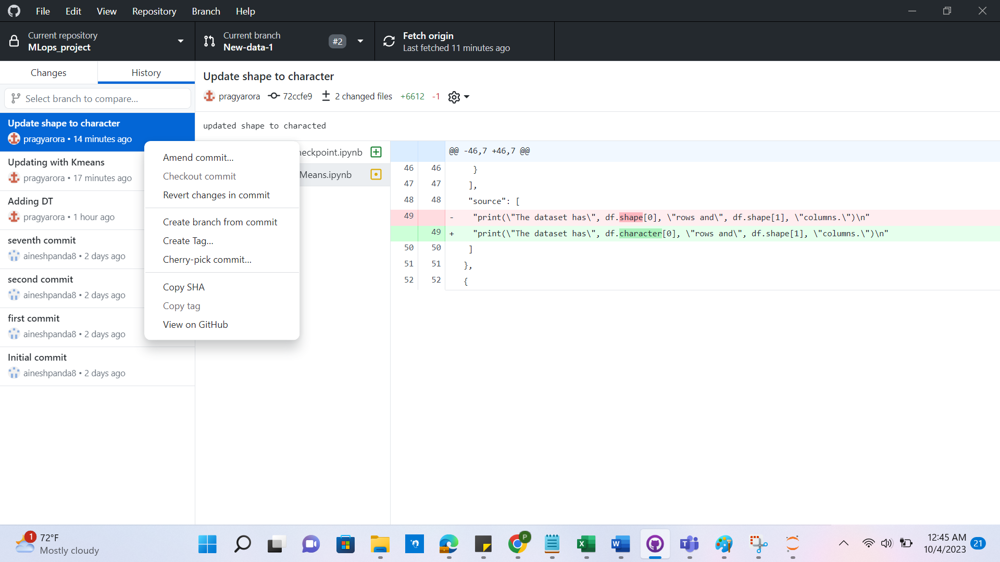 File Edit View Repository Branch Help
Current repository
MLops_project
Current branch
New-data-1
#2
Fetch origin
Last fetched 11 minutes ago
Changes
History
Select branch to compare...
Update shape to character
pragyarora • 14 minutes ago
Updating with Kmeans
pragyarora • 17 minutes ago
Adding DT
pragyarora • 1 hour ago
seventh commit
aineshpanda8 • 2 days ago
second commit
aineshpanda8 • 2 days ago
first commit
aineshpanda8 • 2 days ago
Initial commit
aineshpanda8 • 2 days ago
Amend commit...
Checkout commit
Revert changes in commit
Create branch from commit
Create Tag...
Cherry-pick commit...
Copy SHA
Copy tag
View on GitHub
Update shape to character
pragyarora 72ccfe9 2 changed files +6612 -1
updated shape to characted
eckpoint.ipynb
Means.ipynb
@@ -46,7 +46,7 @@
46 46 }
47 47 ],
48 48 "source": [
49 - "print(\"The dataset has\", df.shape[0], \"rows and\", df.shape[1], \"columns.\")\n"
49 + "print(\"The dataset has\", df.character[0], \"rows and\", df.shape[1], \"columns.\")\n"
50 50 ]
51 51 },
52 52 {
1
72°F
Mostly cloudy
P
X
W
T
12:45 AM
10/4/2023
21